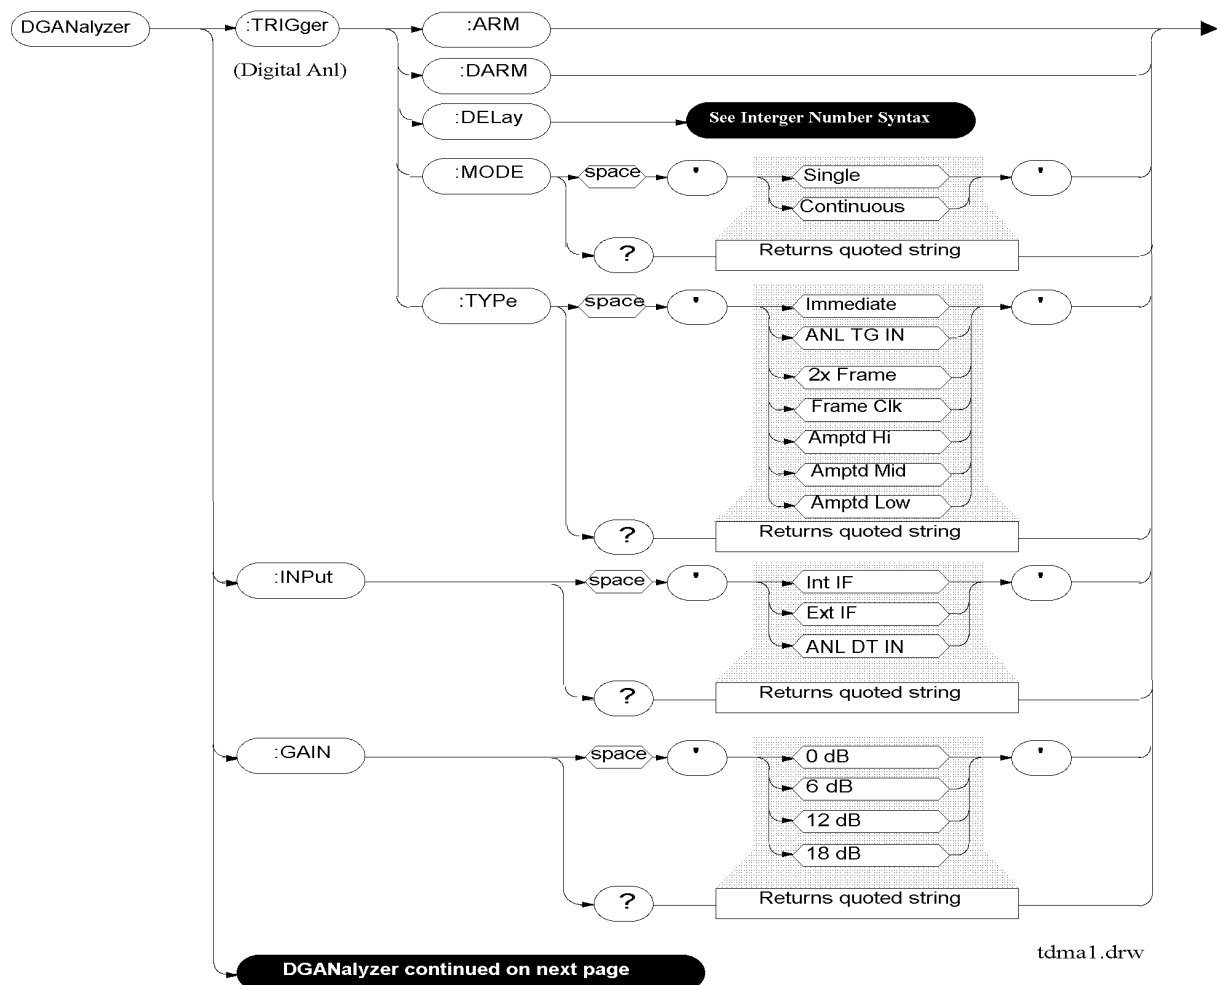 DGANalyzer
:TRIGger
:ARM
(Digital Anl)
:DARM
:DELay
See Interger Number Syntax
:MODE
space
'
Single
'
Continuous
?
Returns quoted string
:TYPe
space
'
Immediate
'
ANL TG IN
2x Frame
Frame Clk
Amptd Hi
Amptd Mid
Amptd Low
?
Returns quoted string
:INPut
space
'
Int IF
'
Ext IF
ANL DT IN
?
Returns quoted string
:GAIN
space
'
0 dB
'
6 dB
12 dB
18 dB
?
Returns quoted string
DGANalyzer continued on next page
tdma1.drw